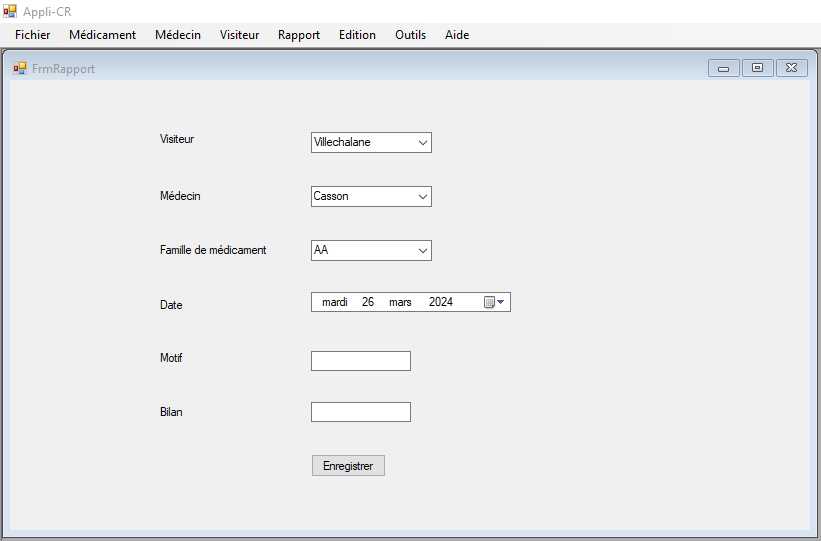 Appli-CR
Fichier Médicament Médecin Visiteur Rapport Edition Outils Aide
FrmRapport
Visiteur Villechalane
Médecin Casson
Famille de médicament AA
Date mardi 26 mars 2024
Motif
Bilan
Enregistrer